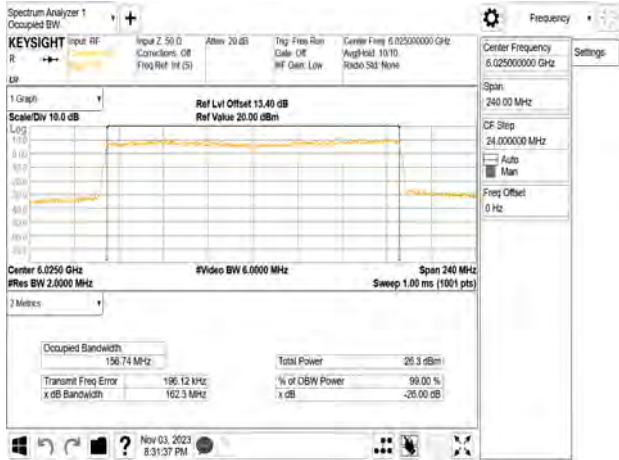 Spectrum Analyzer 1
Occupied BW
KEYSIGHT Input: RF
R
Input Z: 50 Ω
Corrections: Off
Freq Ref: Int (S)
Atten: 20 dB
Trig: Free Run
Gate: Off
#IF Gain: Low
Center Freq: 6.025000000 GHz
Avg|Hold: 10/10
Radio Std: None
1 Graph
Scale/Div 10.0 dB
Ref Lvl Offset 13.40 dB
Ref Value 20.00 dBm
Log
10.0
0.00
Center 6.0250 GHz
#Res BW 2.0000 MHz
#Video BW 6.0000 MHz
Span 240 MHz
Sweep 1.00 ms (1001 pts)
2 Metrics
Occupied Bandwidth
156.74 MHz
Total Power 26.3 dBm
Transmit Freq Error 196.12 kHz
% of OBW Power 99.00 %
x dB Bandwidth 162.3 MHz
x dB -26.00 dB
Nov 03, 2023
8:31:37 PM
Frequency
Center Frequency
6.025000000 GHz
Settings
Span
240.00 MHz
CF Step
24.000000 MHz
Auto
Man
Freq Offset
0 Hz